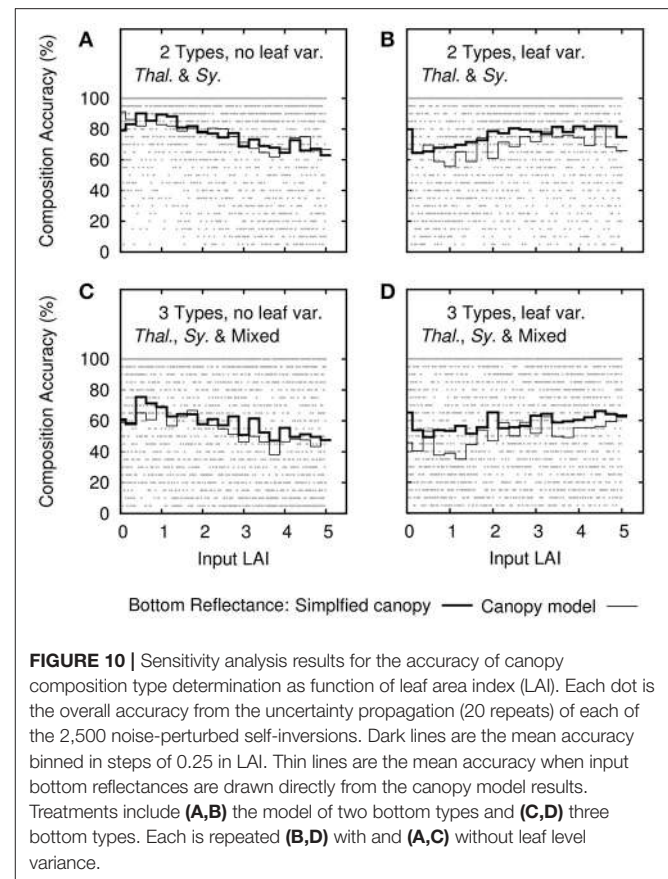 A
2 Types, no leaf var.
Thal. & Sy.
B
2 Types, leaf var.
Thal. & Sy.
Composition Accuracy (%)
100
80
60
40
20
0
C
3 Types, no leaf var.
Thal., Sy. & Mixed
D
3 Types, leaf var.
Thal., Sy. & Mixed
Composition Accuracy (%)
100
80
60
40
20
0
0 1 2 3 4 5
0 1 2 3 4 5
Input LAI
Input LAI
Bottom Reflectance: Simplfied canopy Canopy model
FIGURE 10 | Sensitivity analysis results for the accuracy of canopy
composition type determination as function of leaf area index (LAI). Each dot is
the overall accuracy from the uncertainty propagation (20 repeats) of each of
the 2,500 noise-perturbed self-inversions. Dark lines are the mean accuracy
binned in steps of 0.25 in LAI. Thin lines are the mean accuracy when input
bottom reflectances are drawn directly from the canopy model results.
Treatments include (A,B) the model of two bottom types and (C,D) three
bottom types. Each is repeated (B,D) with and (A,C) without leaf level
variance.